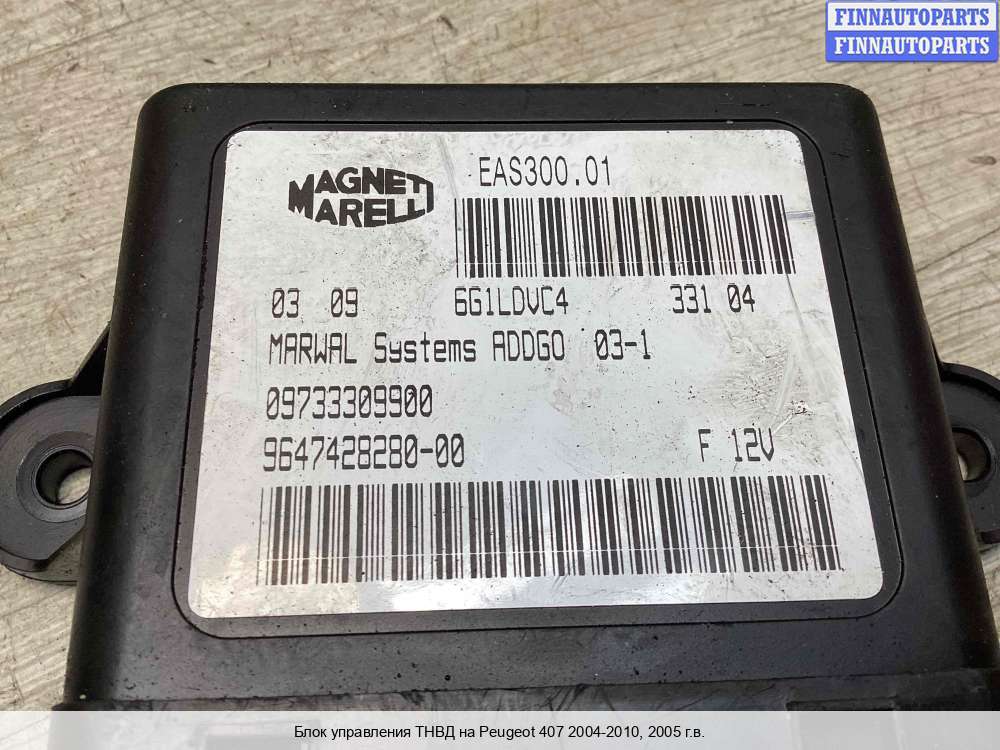 FINNAUTOPARTS
FINNAUTOPARTS
EAS300.01
MAGNETI
MARELLI
03 09 6G1LDVC4 331 04
MARWAL Systems ADDGO 03-1
09733309900
9647428280-00 F 12V
Блок управления ТНВД на Peugeot 407 2004-2010, 2005 г.в.